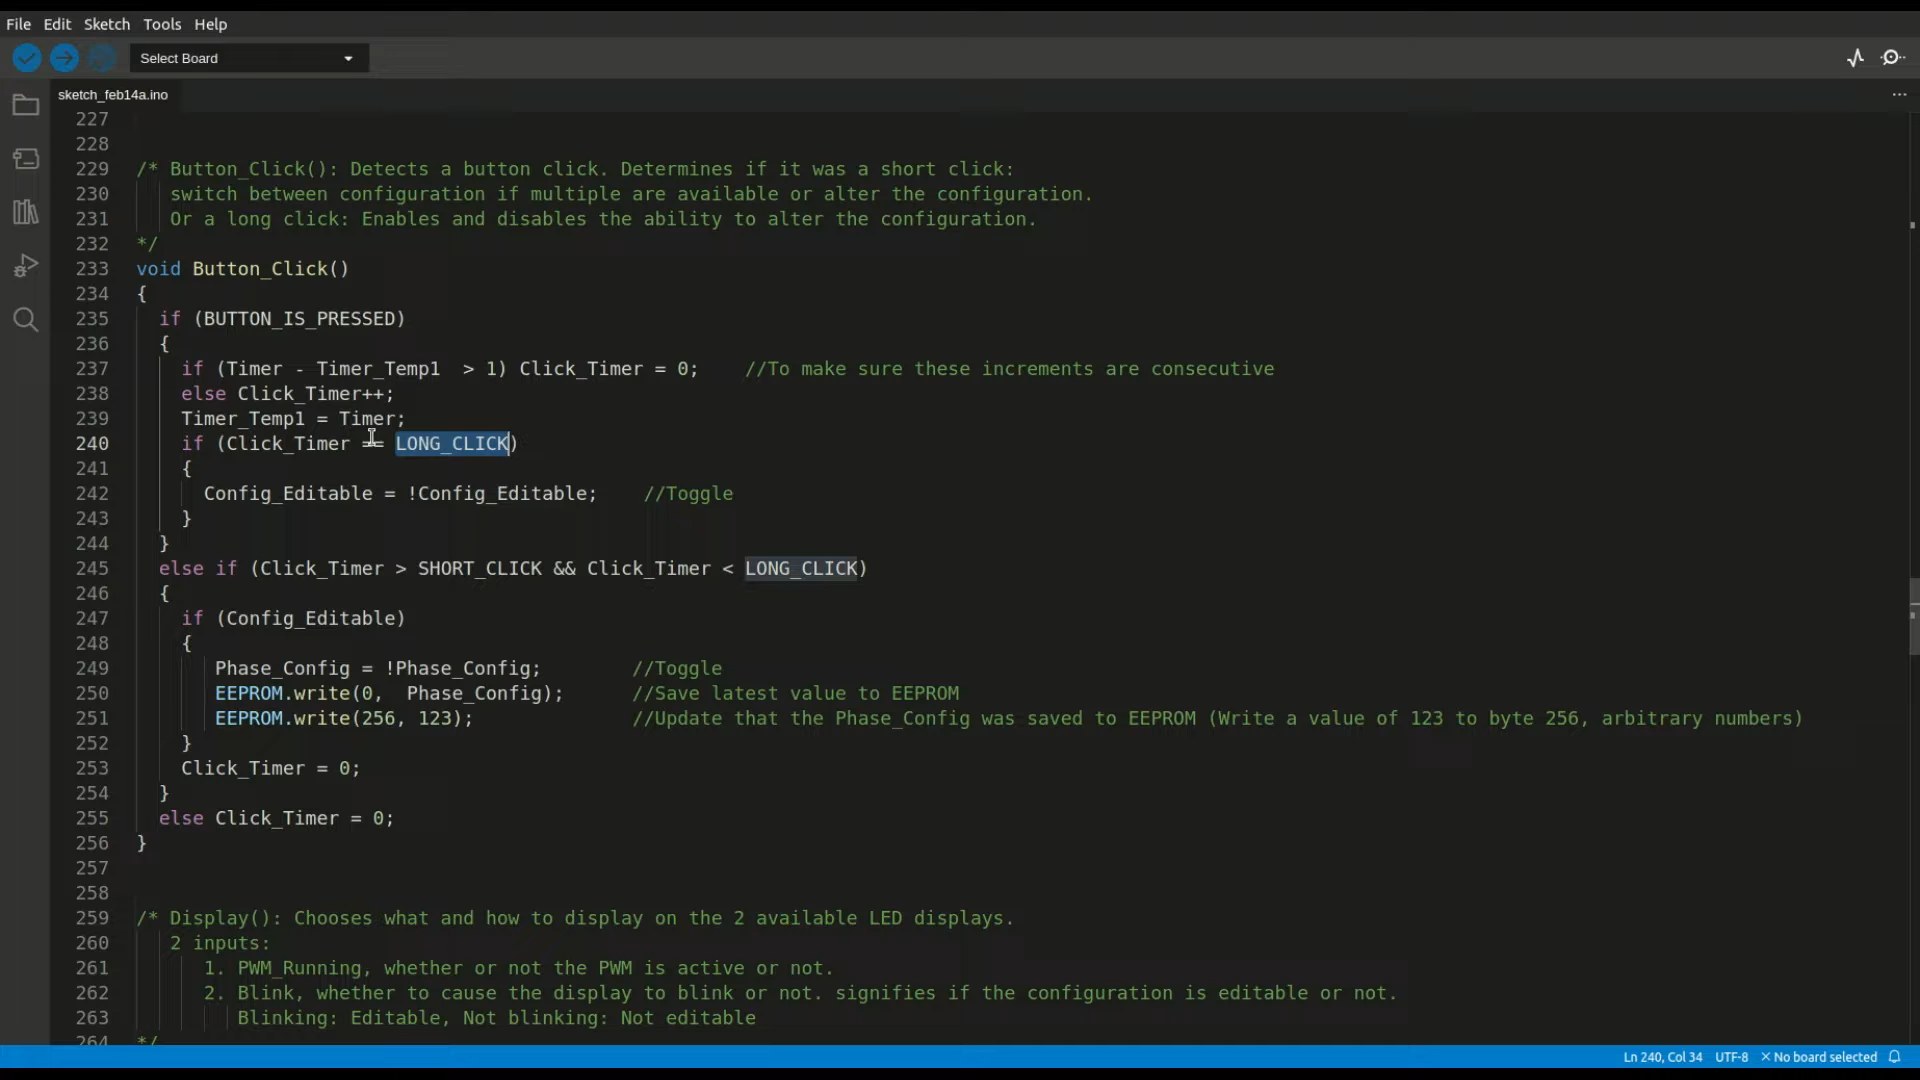 File Edit Sketch Tools Help
Select Board
sketch_feb14a.ino
227
228
229 /* Button_Click(): Detects a button click. Determines if it was a short click:
230 switch between configuration if multiple are available or alter the configuration.
231 Or a long click: Enables and disables the ability to alter the configuration.
232 */
233 void Button_Click()
234 {
235 if (BUTTON_IS_PRESSED)
236 {
237 if (Timer - Timer_Temp1  > 1) Click_Timer = 0;    //To make sure these increments are consecutive
238 else Click_Timer++;
239 Timer_Temp1 = Timer;
240 if (Click_Timer == LONG_CLICK)
241 {
242 Config_Editable = !Config_Editable;    //Toggle
243 }
244 }
245 else if (Click_Timer > SHORT_CLICK && Click_Timer < LONG_CLICK)
246 {
247 if (Config_Editable)
248 {
249 Phase_Config = !Phase_Config;        //Toggle
250 EEPROM.write(0,  Phase_Config);      //Save latest value to EEPROM
251 EEPROM.write(256, 123);              //Update that the Phase_Config was saved to EEPROM (Write a value of 123 to byte 256, arbitrary numbers)
252 }
253 Click_Timer = 0;
254 }
255 else Click_Timer = 0;
256 }
257
258
259 /* Display(): Chooses what and how to display on the 2 available LED displays.
260 2 inputs:
261 1. PWM_Running, whether or not the PWM is active or not.
262 2. Blink, whether to cause the display to blink or not. signifies if the configuration is editable or not.
263 Blinking: Editable, Not blinking: Not editable
264 */
Ln 240, Col 34 UTF-8 No board selected